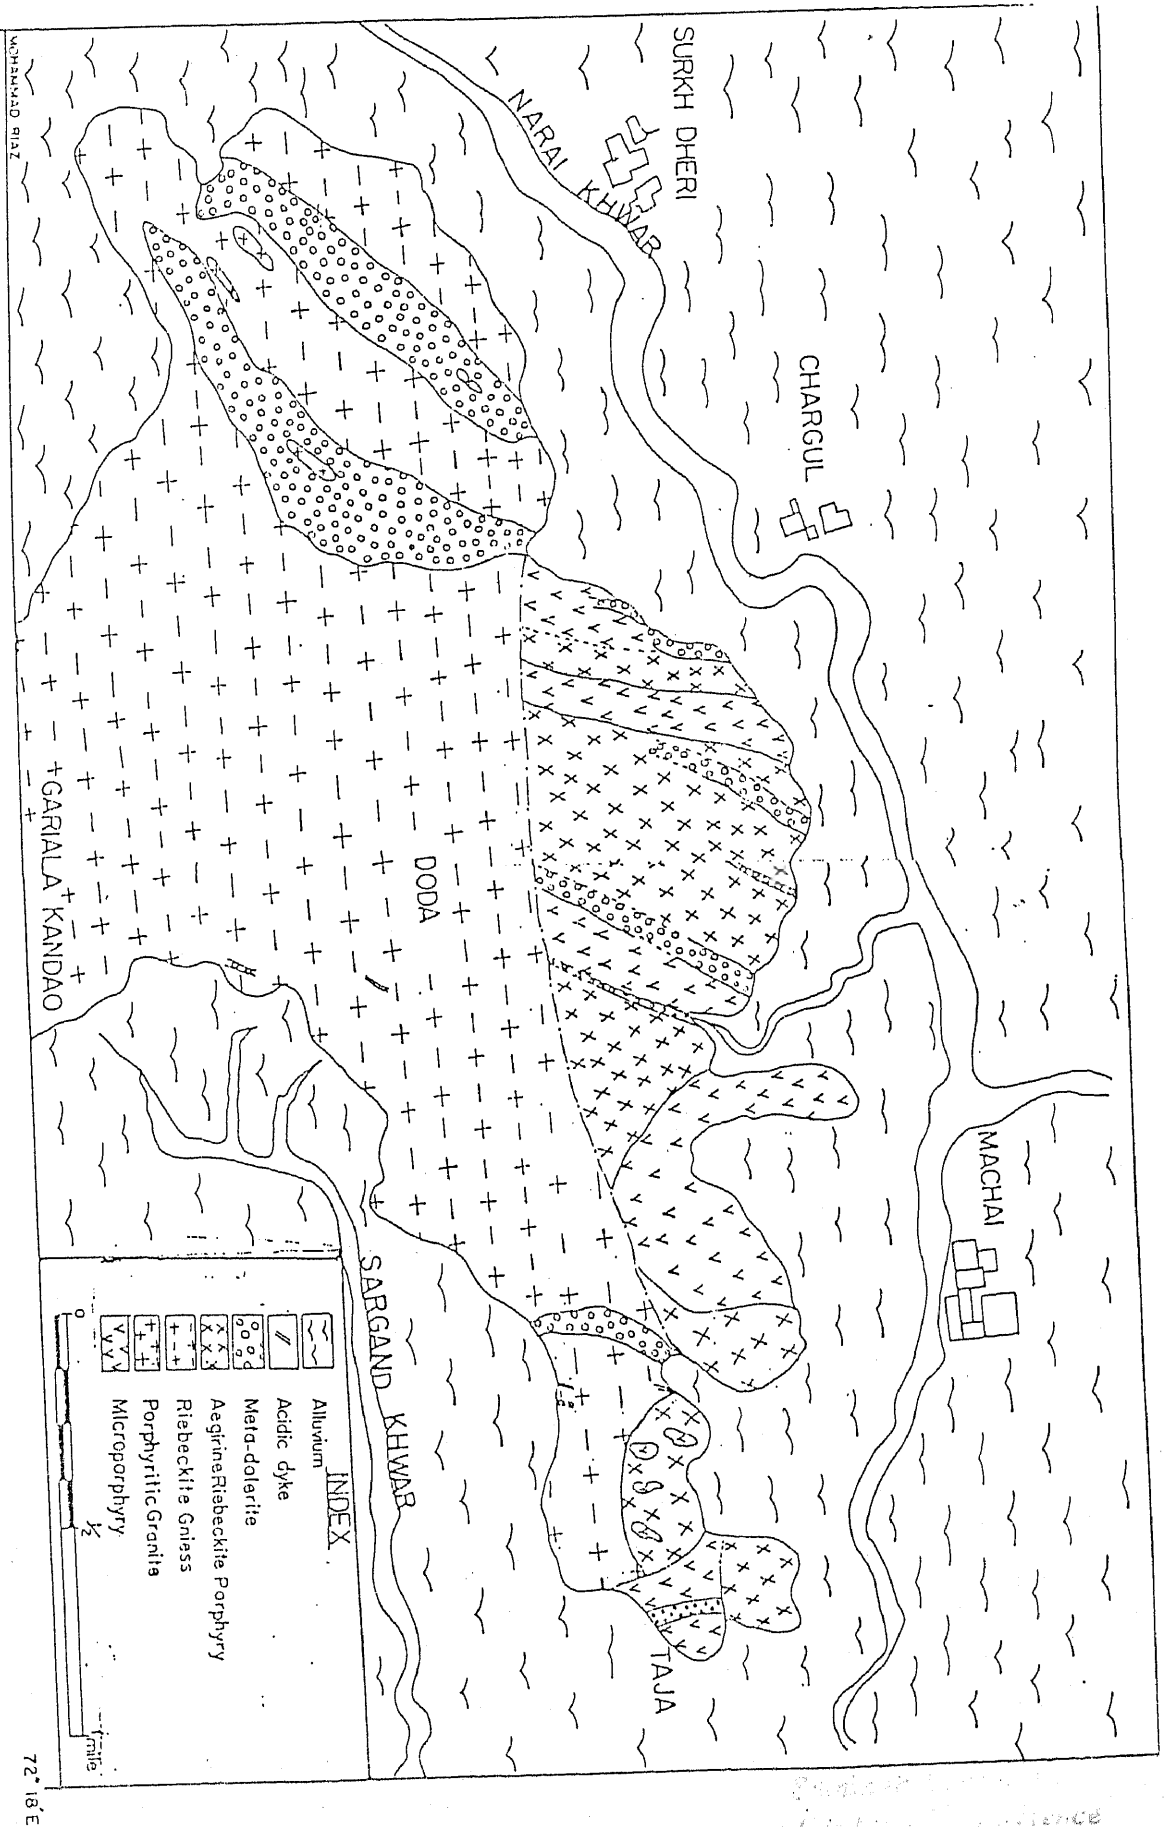 SURKH DHERI
NARAI KHWAR
CHARGUL
MACHAI
DODA
TAJA
GARIALA KANDAO
SARGAND KHWAR
INDEX
Alluvium
Acidic dyke
Meta-dolerite
Aegirine Riebeckite Porphyry
Riebeckite Gniess
Porphyritic Granite
Microporphyry
0 1/2 1 mile
MOHAMMAD RIAZ
72° 18' E